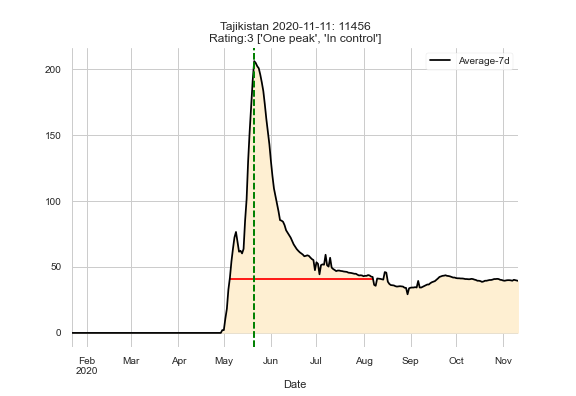 Tajikistan 2020-11-11: 11456
Rating:3 ['One peak', 'In control']
Average-7d
200
150
100
50
0
Feb Mar Apr May Jun Jul Aug Sep Oct Nov
2020
Date